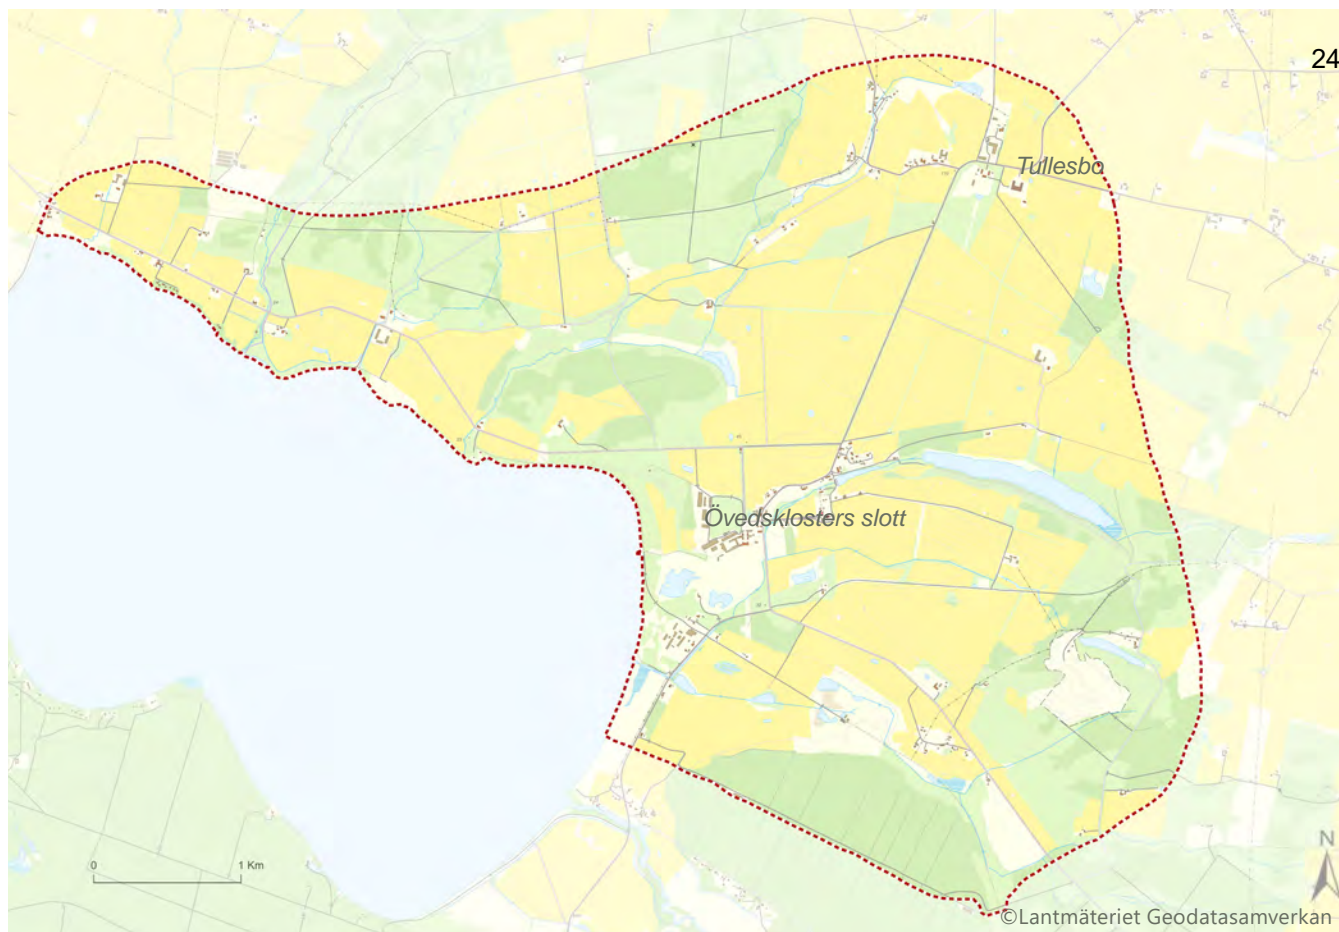 24
Tullesbo
Övedsklosters slott
N
0 1 Km
©Lantmäteriet Geodatasamverkan